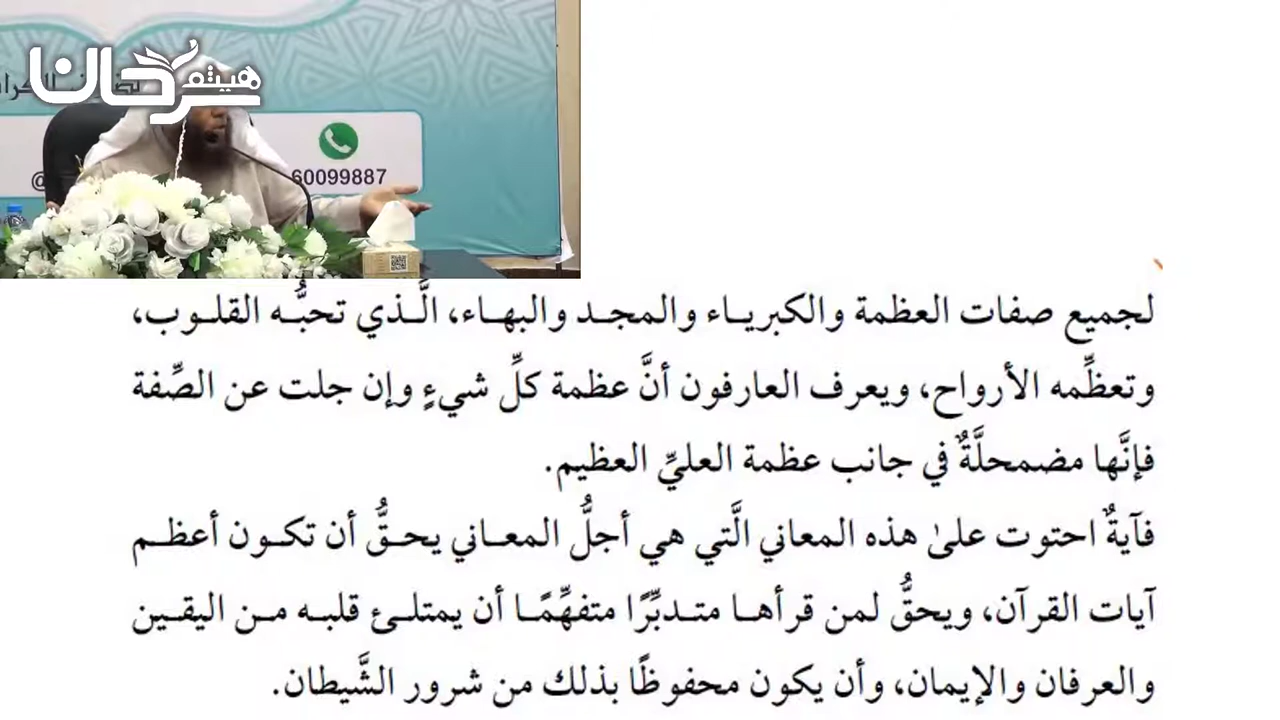 هيتفو
سرحان
60099887
@
لجميع صفات العظمة والكبرياء والمجد والبهاء، الَّذي تحبُّه القلوب،
وتعظِّمه الأرواح، ويعرف العارفون أنَّ عظمة كلِّ شيءٍ وإن جلت عن الصِّفة
فإنَّها مضمحلَّةٌ في جانب عظمة العليِّ العظيم.
فآيةٌ احتوت علىٰ هذه المعاني الَّتي هي أجلُّ المعاني يحقُّ أن تكون أعظم
آيات القرآن، ويحقُّ لمن قرأها متدبِّرًا متفهِّمًا أن يمتلئ قلبه من اليقين
والعرفان والإيمان، وأن يكون محفوظًا بذلك من شرور الشَّيطان.